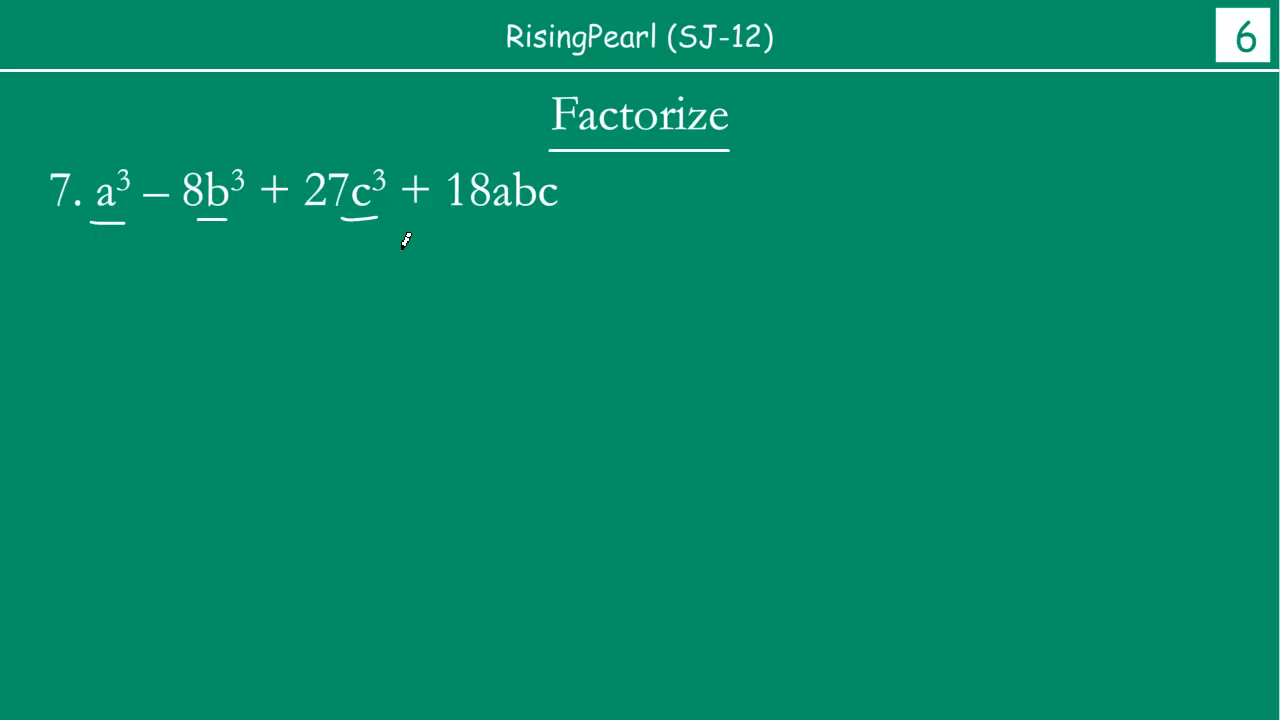 RisingPearl (SJ-12)
6
Factorize
7. a³ – 8b³ + 27c³ + 18abc